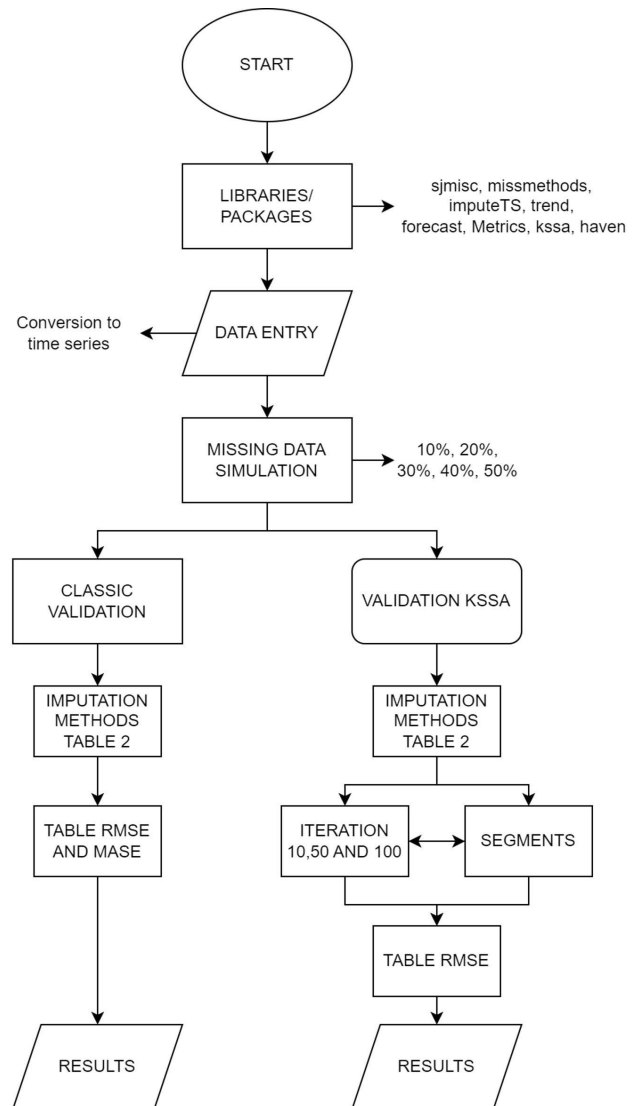 START
LIBRARIES/
PACKAGES
sjmisc, missmethods,
imputeTS, trend,
forecast, Metrics, kssa, haven
Conversion to
time series
DATA ENTRY
MISSING DATA
SIMULATION
10%, 20%,
30%, 40%, 50%
CLASSIC
VALIDATION
VALIDATION KSSA
IMPUTATION
METHODS
TABLE 2
IMPUTATION
METHODS
TABLE 2
TABLE RMSE
AND MASE
ITERATION
10,50 AND 100
SEGMENTS
TABLE RMSE
RESULTS
RESULTS